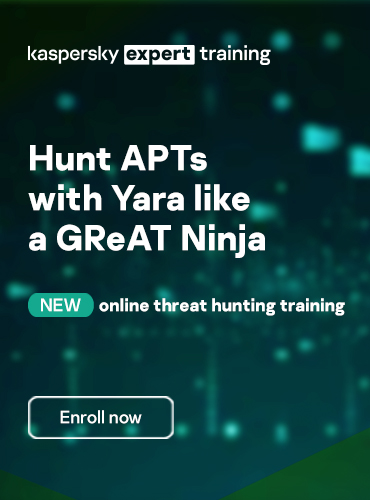 kaspersky expert training
Hunt APTs
with Yara like
a GReAT Ninja
NEW online threat hunting training
Enroll now